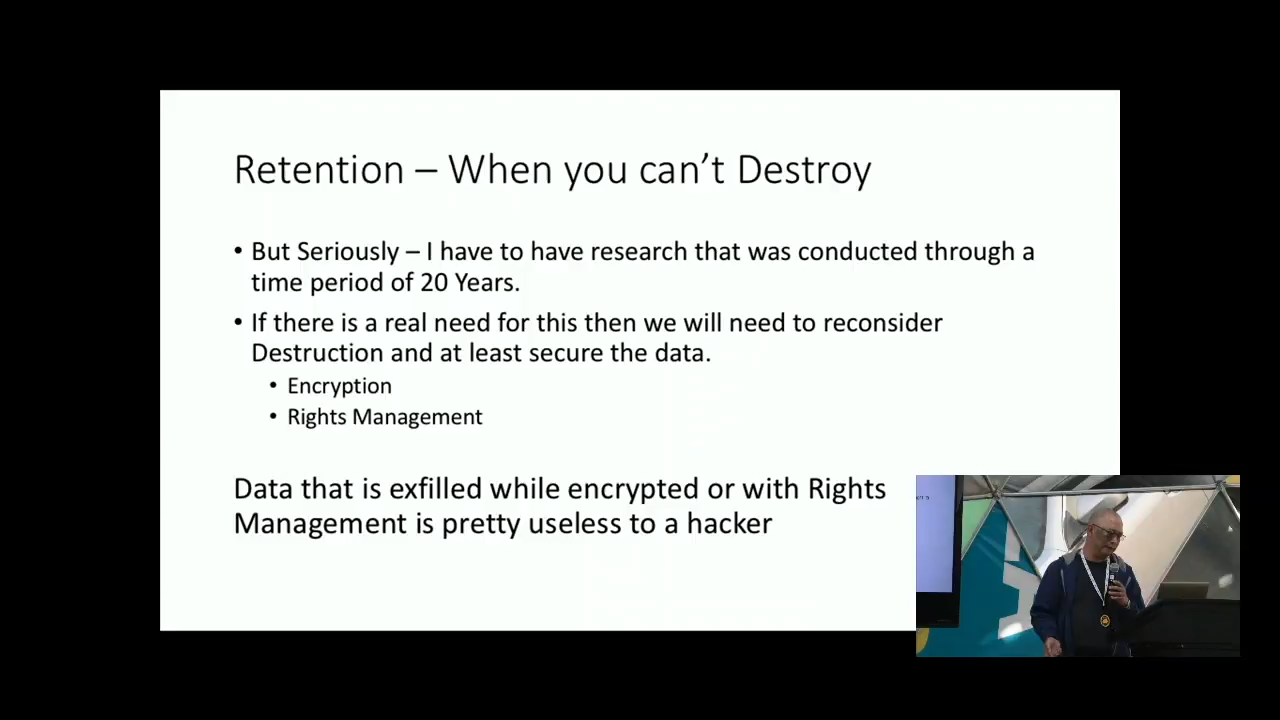 Retention – When you can’t Destroy
• But Seriously – I have to have research that was conducted through a
time period of 20 Years.
• If there is a real need for this then we will need to reconsider
Destruction and at least secure the data.
• Encryption
• Rights Management
Data that is exfilled while encrypted or with Rights
Management is pretty useless to a hacker